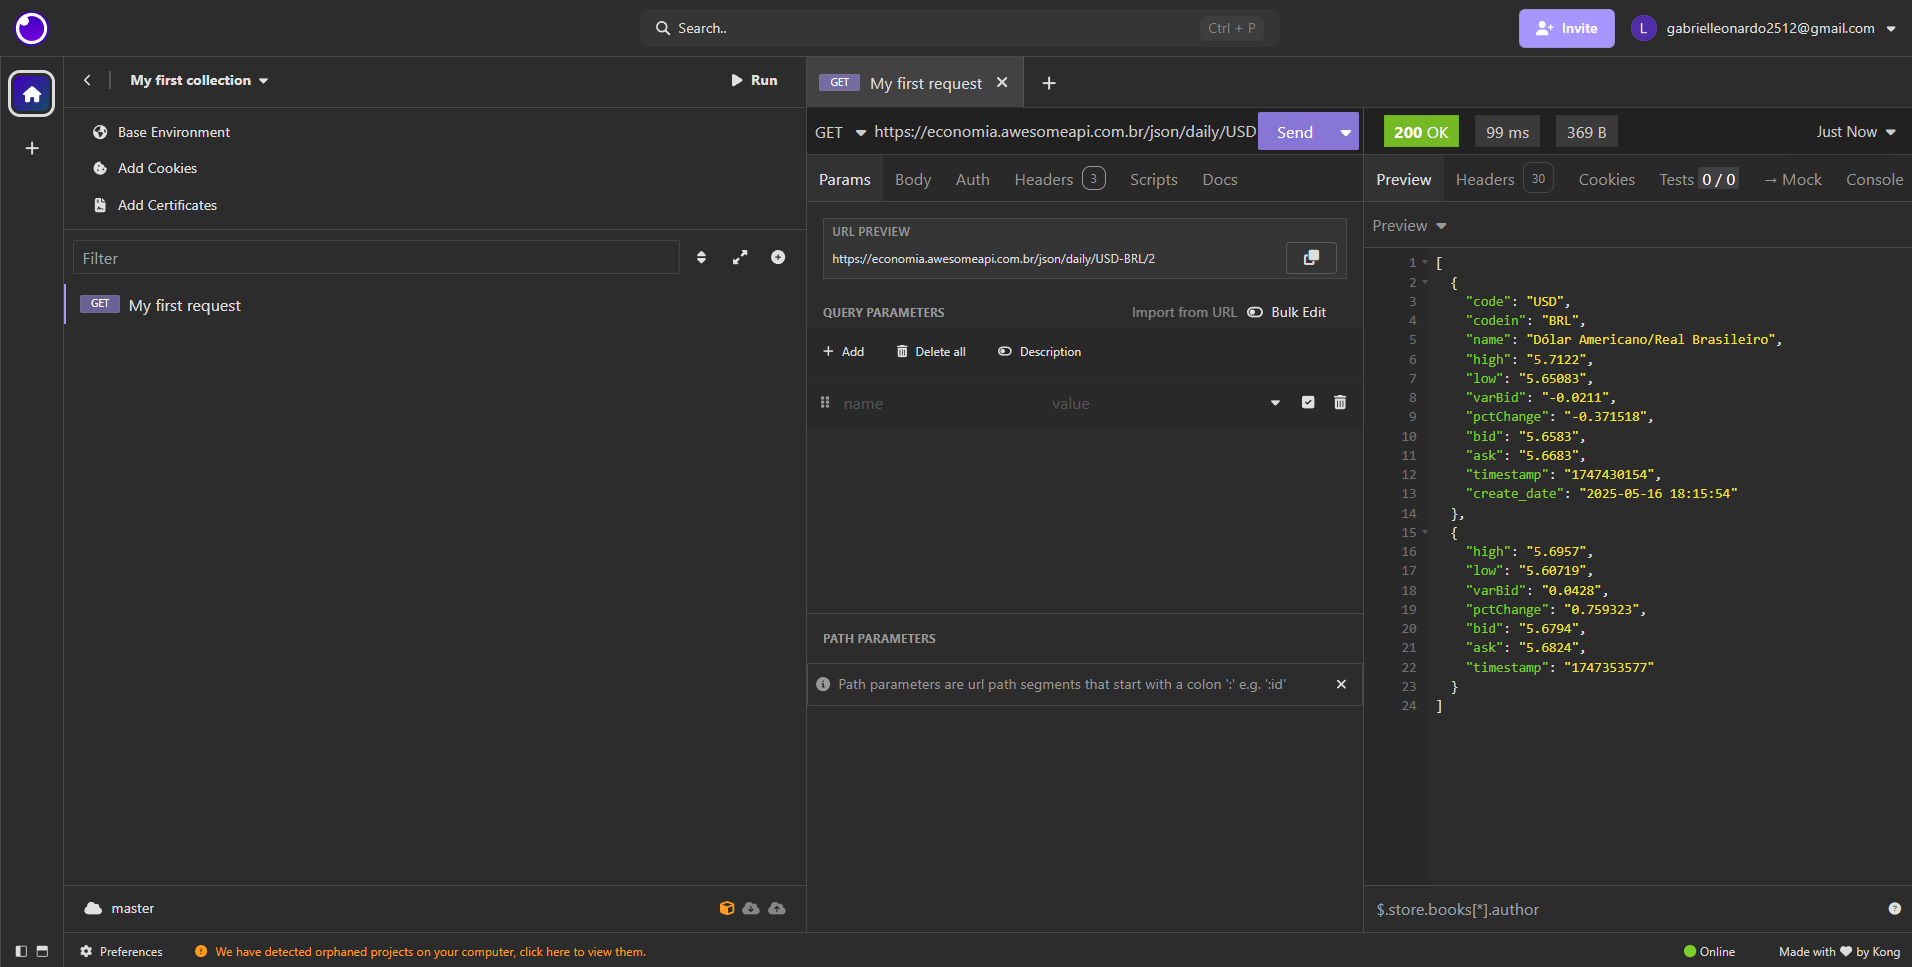 Search..
Ctrl + P
Invite
L
gabrielleonardo2512@gmail.com
My first collection
Run
Base Environment
Add Cookies
Add Certificates
Filter
GET My first request
master
GET My first request
GET https://economia.awesomeapi.com.br/json/daily/USD
Send
Params Body Auth Headers 3 Scripts Docs
URL PREVIEW
https://economia.awesomeapi.com.br/json/daily/USD-BRL/2
QUERY PARAMETERS Import from URL Bulk Edit
Add Delete all Description
name value
PATH PARAMETERS
Path parameters are url path segments that start with a colon ':' e.g. ':id'
200 OK 99 ms 369 B Just Now
Preview Headers 30 Cookies Tests 0 / 0 → Mock Console
Preview
1 [
2 {
3 "code": "USD",
4 "codein": "BRL",
5 "name": "Dólar Americano/Real Brasileiro",
6 "high": "5.7122",
7 "low": "5.65083",
8 "varBid": "-0.0211",
9 "pctChange": "-0.371518",
10 "bid": "5.6583",
11 "ask": "5.6683",
12 "timestamp": "1747430154",
13 "create_date": "2025-05-16 18:15:54"
14 },
15 {
16 "high": "5.6957",
17 "low": "5.60719",
18 "varBid": "0.0428",
19 "pctChange": "0.759323",
20 "bid": "5.6794",
21 "ask": "5.6824",
22 "timestamp": "1747353577"
23 }
24 ]
$.store.books[*].author
Preferences
We have detected orphaned projects on your computer, click here to view them.
Online
Made with ♥ by Kong